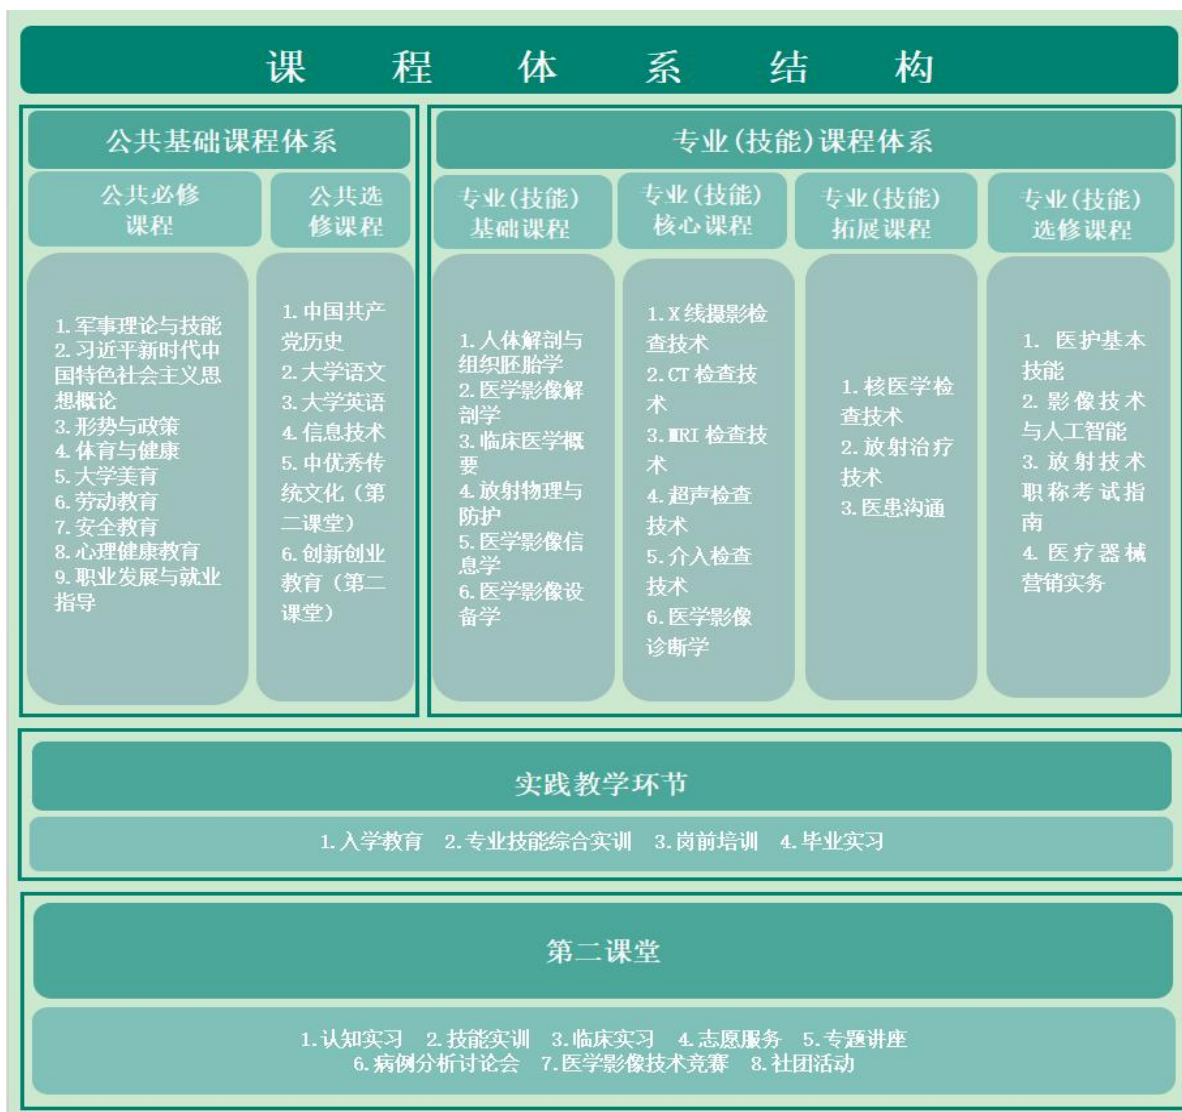 课程体系结构
公共基础课程体系
公共必修
课程
1.军事理论与技能
2.习近平新时代中
国特色社会主义思
想概论
3.形势与政策
4.体育与健康
5.大学美育
6.劳动教育
7.安全教育
8.心理健康教育
9.职业发展与就业
指导
公共选
修课程
1.中国共产
党历史
2.大学语文
3.大学英语
4.信息技术
5.中优秀传
统文化（第
二课堂）
6.创新创业
教育（第二
课堂）
专业(技能)课程体系
专业(技能)
基础课程
1.人体解剖与
组织胚胎学
2.医学影像解
剖学
3.临床医学概
要
4.放射物理与
防护
5.医学影像信
息学
6.医学影像设
备学
专业(技能)
核心课程
1.X线摄影检
查技术
2.CT检查技
术
3.MRI检查技
术
4.超声检查
技术
5.介入检查
技术
6.医学影像
诊断学
专业(技能)
拓展课程
1.核医学检
查技术
2.放射治疗
技术
3.医患沟通
专业(技能)
选修课程
1. 医护基本
技能
2. 影像技术
与人工智能
3. 放射技术
职称考试指
南
4. 医疗器械
营销实务
实践教学环节
1.入学教育 2.专业技能综合实训 3.岗前培训 4.毕业实习
第二课堂
1.认知实习 2.技能实训 3.临床实习 4.志愿服务 5.专题讲座
6.病例分析讨论会 7.医学影像技术竞赛 8.社团活动